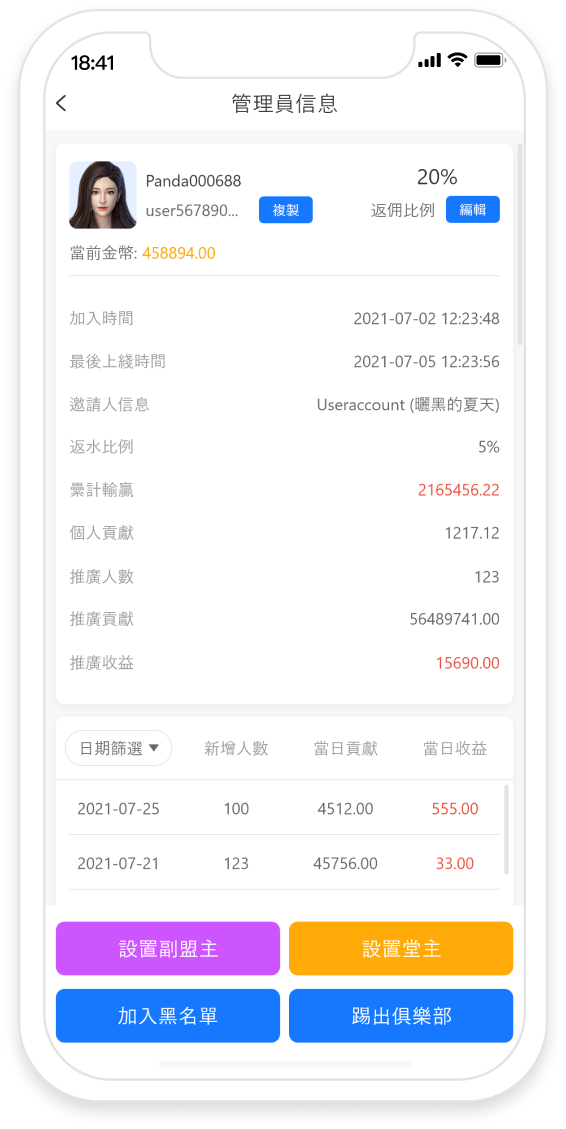 18:41
管理員信息
Panda000688
20%
user567890...
複製
返佣比例
編輯
當前金幣: 458894.00
加入時間 2021-07-02 12:23:48
最後上綫時間 2021-07-05 12:23:56
邀請人信息 Useraccount (曬黑的夏天)
返水比例 5%
纍計輸贏 2165456.22
個人貢獻 1217.12
推廣人數 123
推廣貢獻 56489741.00
推廣收益 15690.00
日期篩選 ▼ 新增人數 當日貢獻 當日收益
2021-07-25 100 4512.00 555.00
2021-07-21 123 45756.00 33.00
設置副盟主 設置堂主
加入黑名單 踢出俱樂部